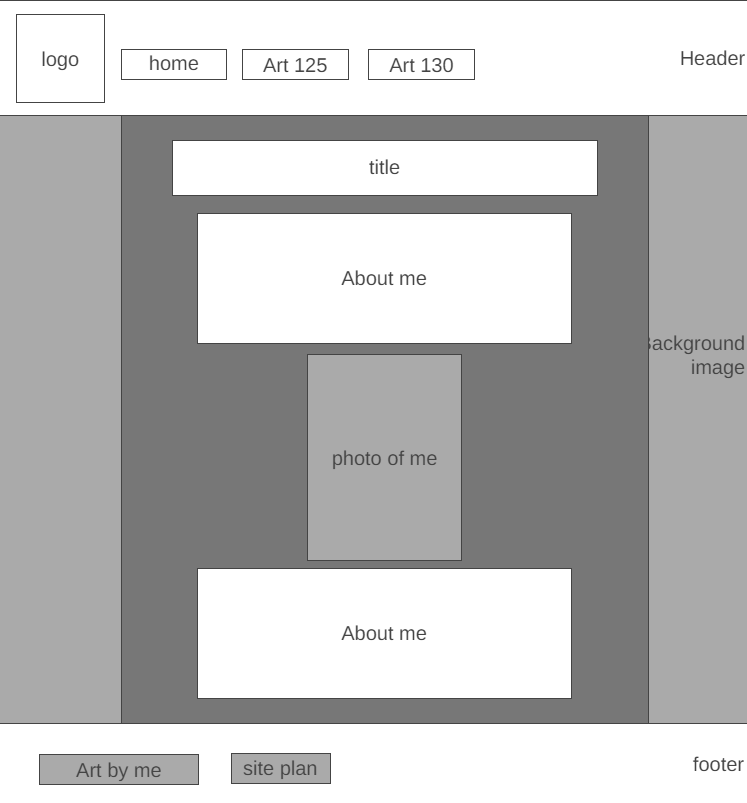 logo
home
Art 125
Art 130
Header
title
About me
Background
image
photo of me
About me
Art by me
site plan
footer